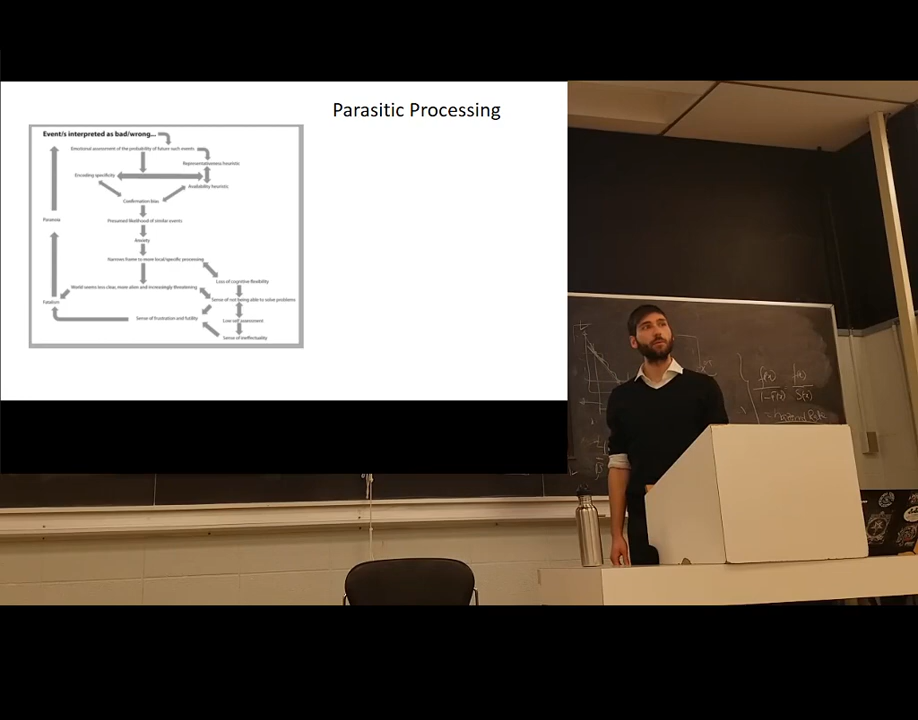 Parasitic Processing
Event/s interpreted as bad/wrong...
Emotional assessment of the probability of future such events
Representativeness heuristic
Encoding specificity
Availability heuristic
Confirmation bias
Presumed likelihood of similar events
Paranoia
Anxiety
Narrows frame to more local/specific processing
Loss of cognitive flexibility
World seems less clear, more alien and increasingly threatening
Sense of not being able to solve problems
Fatalism
Sense of frustration and futility
Low self assessment
Sense of ineffectuality
f(x) f(x)
1-F(x) S(x)